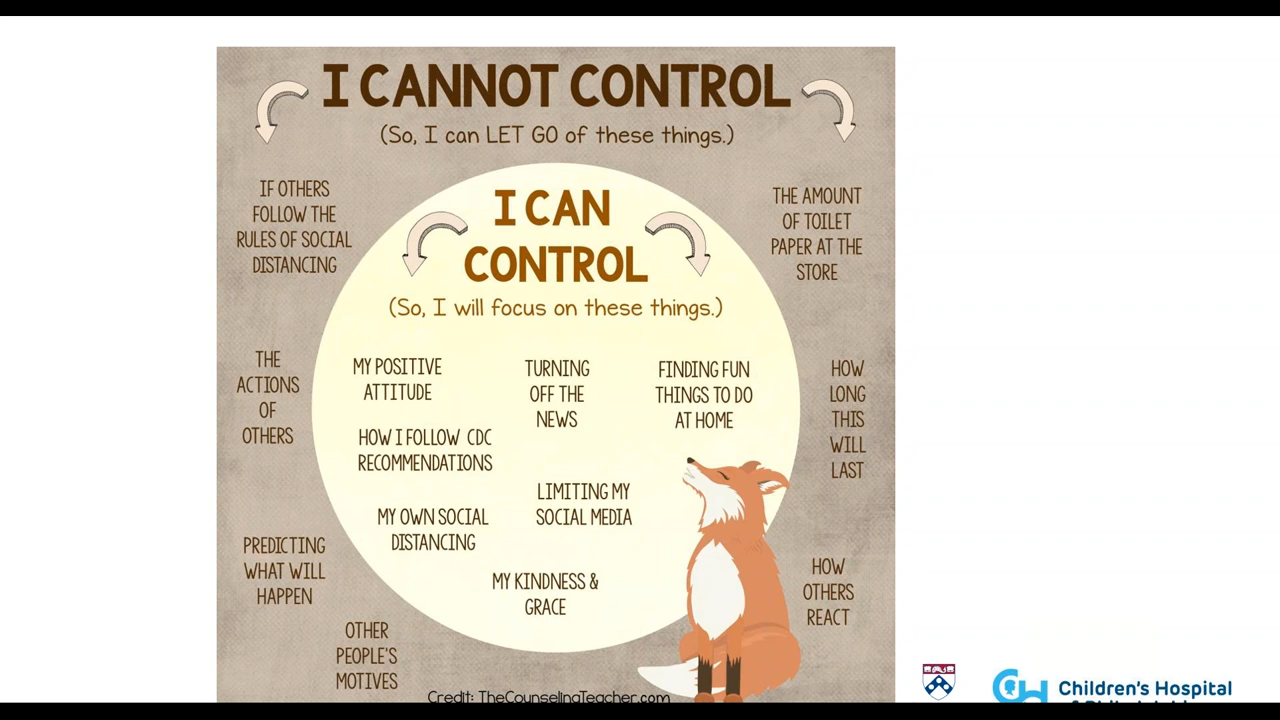 I CANNOT CONTROL
(So, I can LET GO of these things.)
IF OTHERS
FOLLOW THE
RULES OF SOCIAL
DISTANCING
THE AMOUNT
OF TOILET
PAPER AT THE
STORE
I CAN
CONTROL
(So, I will focus on these things.)
THE
ACTIONS
OF
OTHERS
MY POSITIVE
ATTITUDE
TURNING
OFF THE
NEWS
FINDING FUN
THINGS TO DO
AT HOME
HOW
LONG
THIS
WILL
LAST
HOW I FOLLOW CDC
RECOMMENDATIONS
LIMITING MY
SOCIAL MEDIA
MY OWN SOCIAL
DISTANCING
MY KINDNESS &
GRACE
PREDICTING
WHAT WILL
HAPPEN
HOW
OTHERS
REACT
OTHER
PEOPLE'S
MOTIVES
Credit: TheCounselingTeacher.com
Children's Hospital